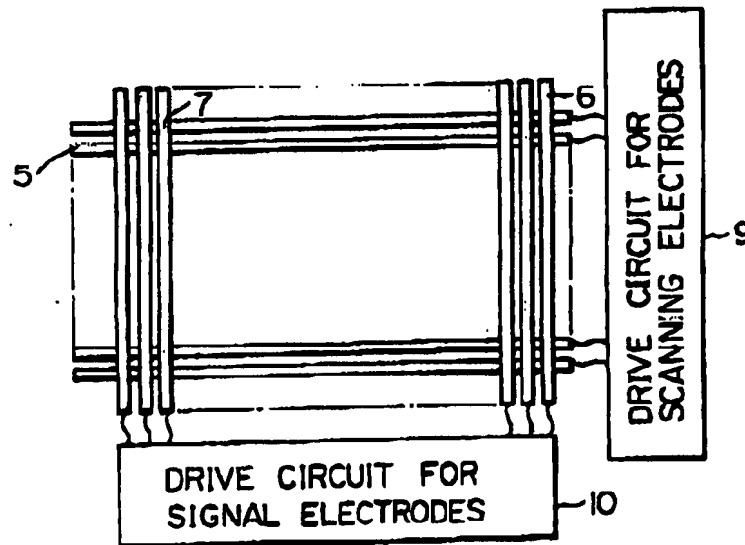 7
6
5
DRIVE CIRCUIT FOR
SCANNING ELECTRODES
9
DRIVE CIRCUIT FOR
SIGNAL ELECTRODES
10